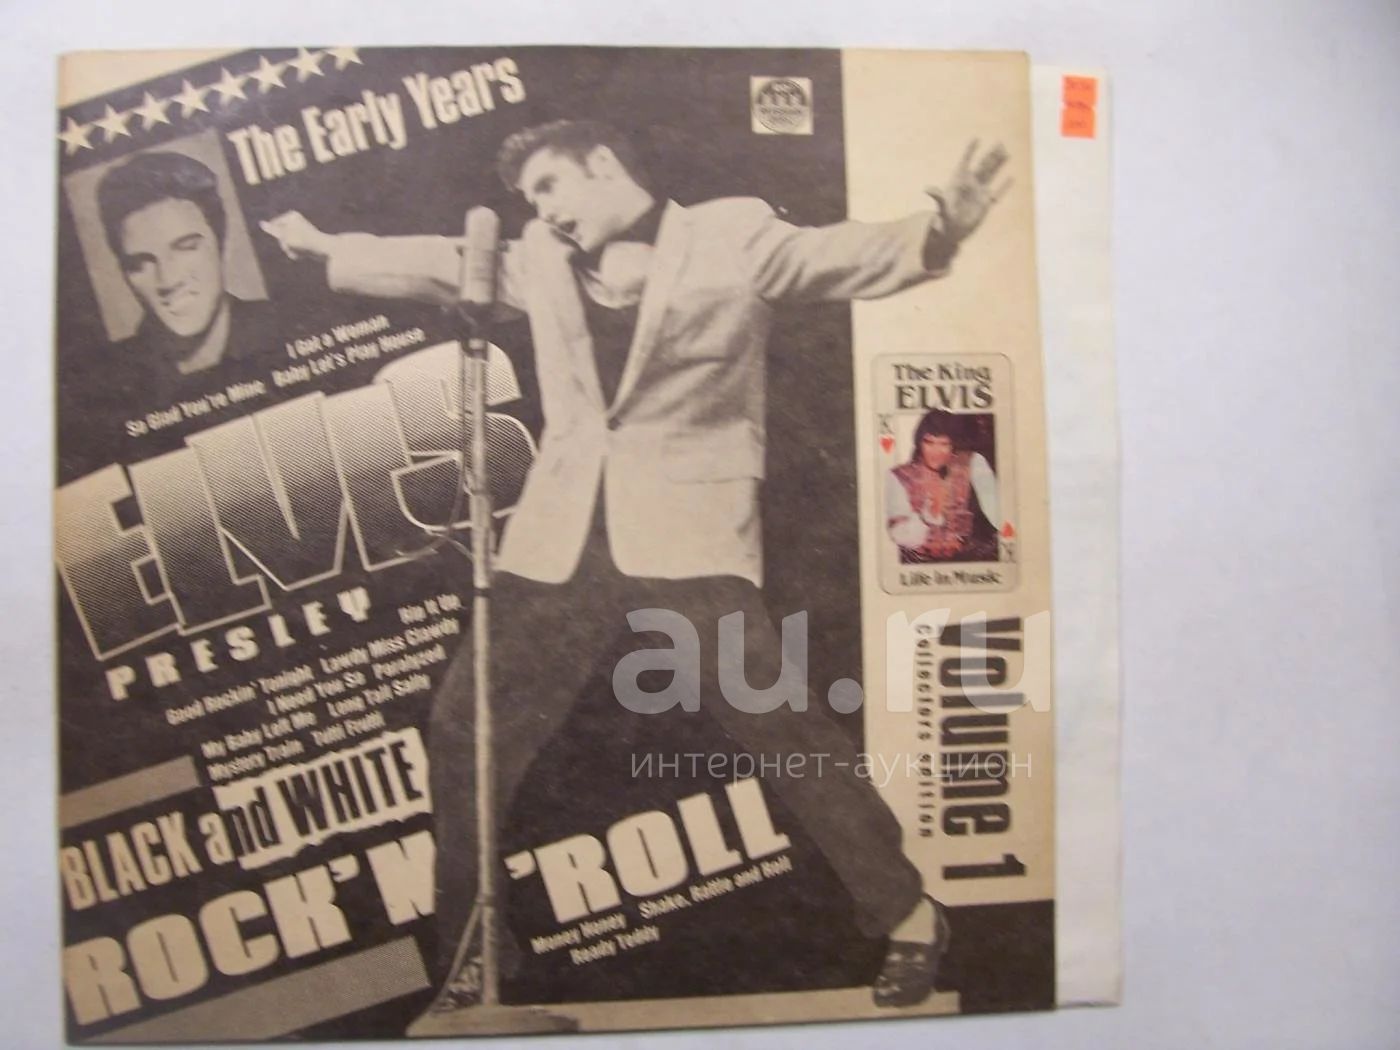 The Early Years
I Got a Woman
So Glad You're Mine Baby Let's Play House
ELVIS
PRESLEY
Rip It Up
Good Rockin' Tonight Lawdy Miss Clawdy
I Need You So Paralyzed
My Baby Left Me Long Tall Sally
Mystery Train Tutti Frutti
BLACK and WHITE
ROCK'N'ROLL
Money Honey Shake, Rattle and Roll
Ready Teddy
The King
ELVIS
K
K
Life in Music
Volume 1
Collectors edition
au.ru
интернет-аукцион